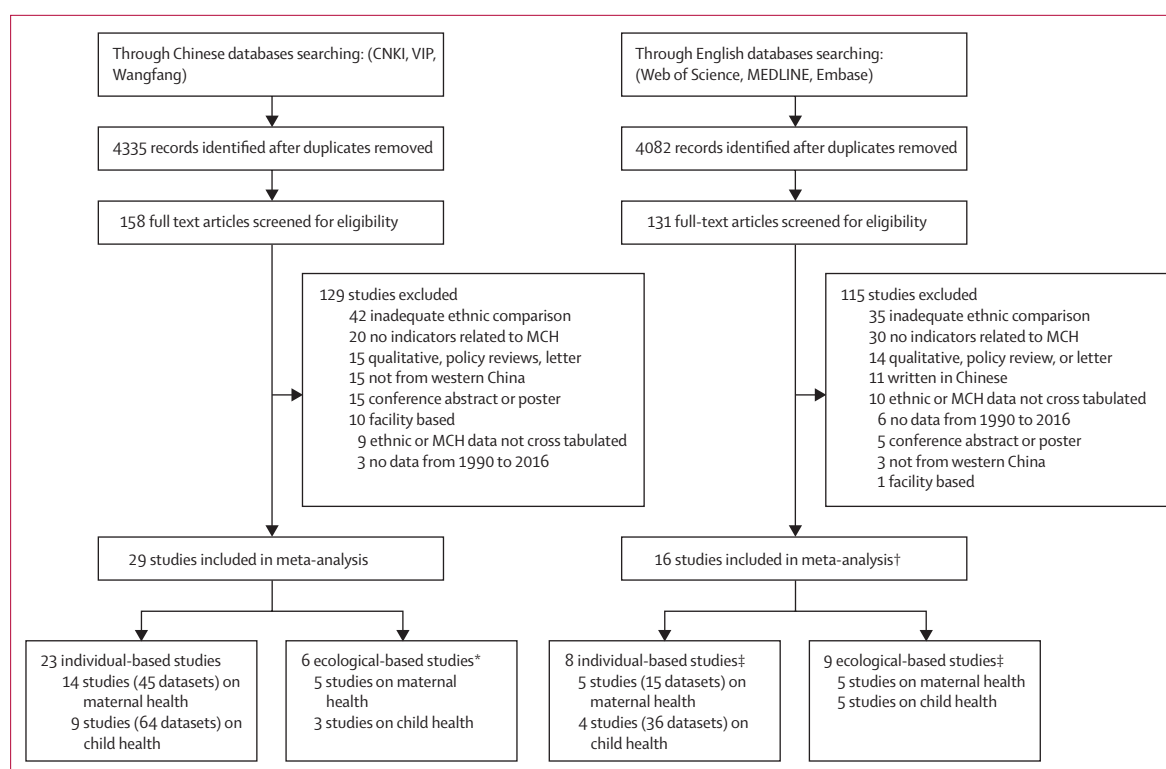 Through Chinese databases searching: (CNKI, VIP,
Wangfang)
4335 records identified after duplicates removed
158 full text articles screened for eligibility
129 studies excluded
42 inadequate ethnic comparison
20 no indicators related to MCH
15 qualitative, policy reviews, letter
15 not from western China
15 conference abstract or poster
10 facility based
9 ethnic or MCH data not cross tabulated
3 no data from 1990 to 2016
29 studies included in meta-analysis
23 individual-based studies
14 studies (45 datasets) on
maternal health
9 studies (64 datasets) on
child health
6 ecological-based studies*
5 studies on maternal
health
3 studies on child health
Through English databases searching:
(Web of Science, MEDLINE, Embase)
4082 records identified after duplicates removed
131 full-text articles screened for eligibility
115 studies excluded
35 inadequate ethnic comparison
30 no indicators related to MCH
14 qualitative, policy review, or letter
11 written in Chinese
10 ethnic or MCH data not cross tabulated
6 no data from 1990 to 2016
5 conference abstract or poster
3 not from western China
1 facility based
16 studies included in meta-analysis†
8 individual-based studies‡
5 studies (15 datasets) on
maternal health
4 studies (36 datasets) on
child health
9 ecological-based studies‡
5 studies on maternal health
5 studies on child health